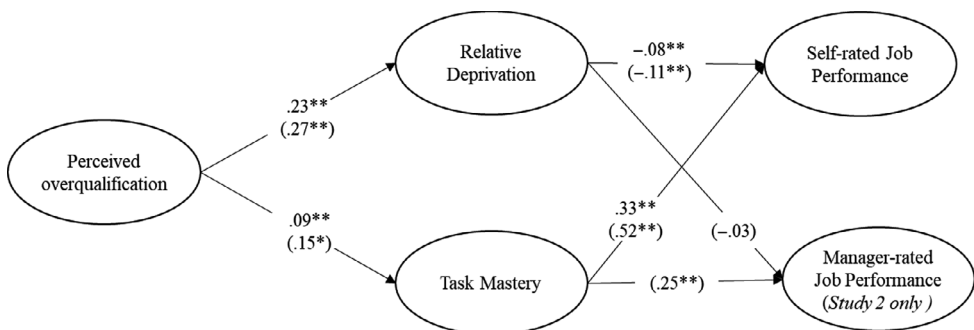 Relative
Deprivation
−.08**
(−.11**)
Self-rated Job
Performance
.23**
(.27**)
Perceived
overqualification
.09**
(.15*)
.33**
(.52**)
(−.03)
Task Mastery
(.25**)
Manager-rated
Job Performance
(Study 2 only )